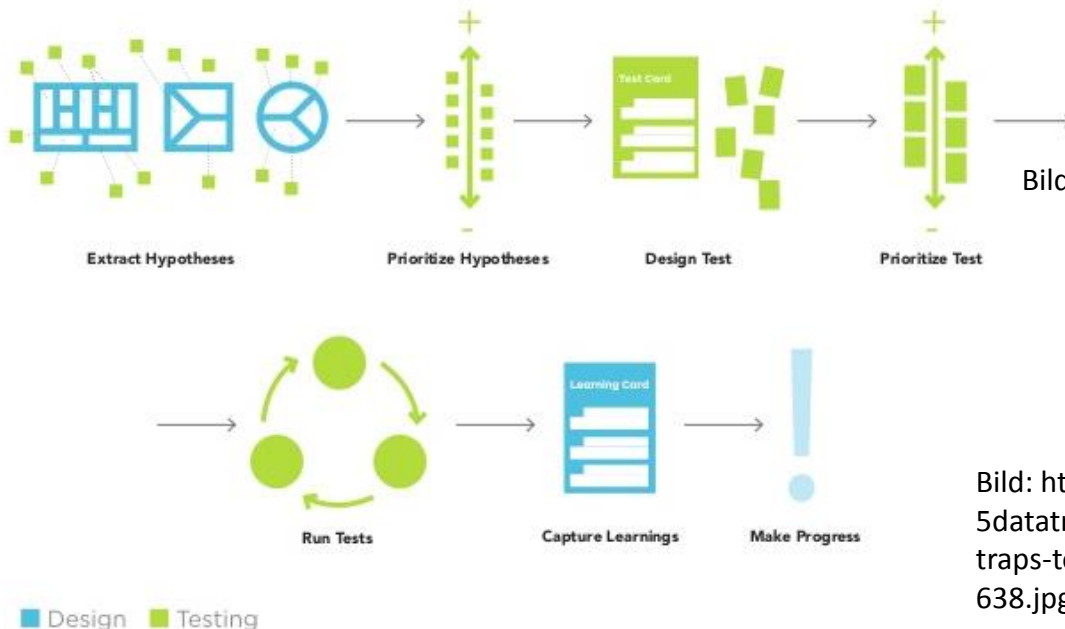 +
+
Test Card
Bild
-
-
Extract Hypotheses
Prioritize Hypotheses
Design Test
Prioritize Test
Learning Card
Bild: ht
5datatr
traps-te
638.jpg
Run Tests
Capture Learnings
Make Progress
Design
Testing